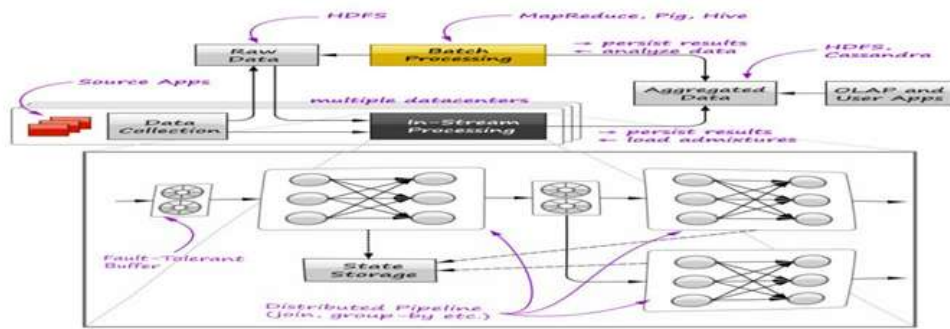 HDFS
MapReduce, Pig, Hive
Raw
Data
Batch
Processing
persist results
analyze data
HDFS,
Cassandra
Source Apps
multiple datacenters
Aggregated
Data
OLAP and
User Apps
Data
Collection
In-Stream
Processing
persist results
load admixtures
Fault-Tolerant
Buffer
State
Storage
Distributed Pipeline
(join, group-by etc.)